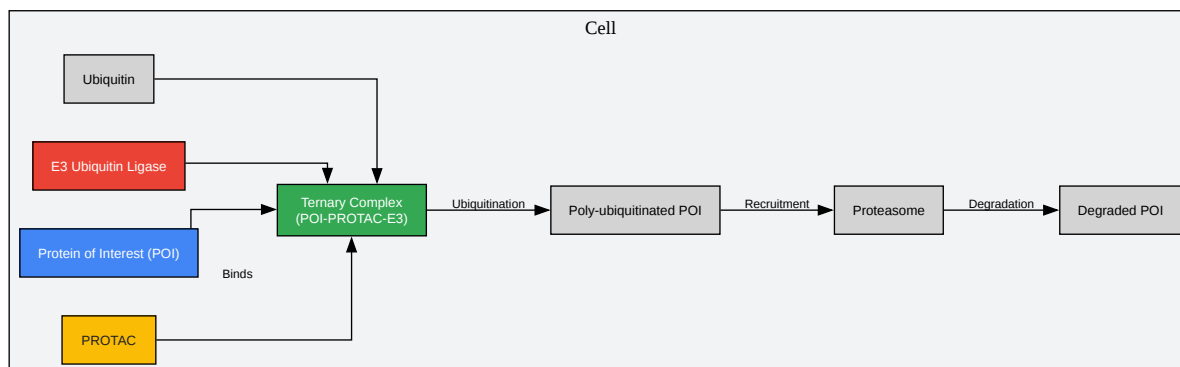 Cell
Ubiquitin
E3 Ubiquitin Ligase
Protein of Interest (POI)
Binds
PROTAC
Ternary Complex
(POI-PROTAC-E3)
Ubiquitination
Poly-ubiquitinated POI
Recruitment
Proteasome
Degradation
Degraded POI